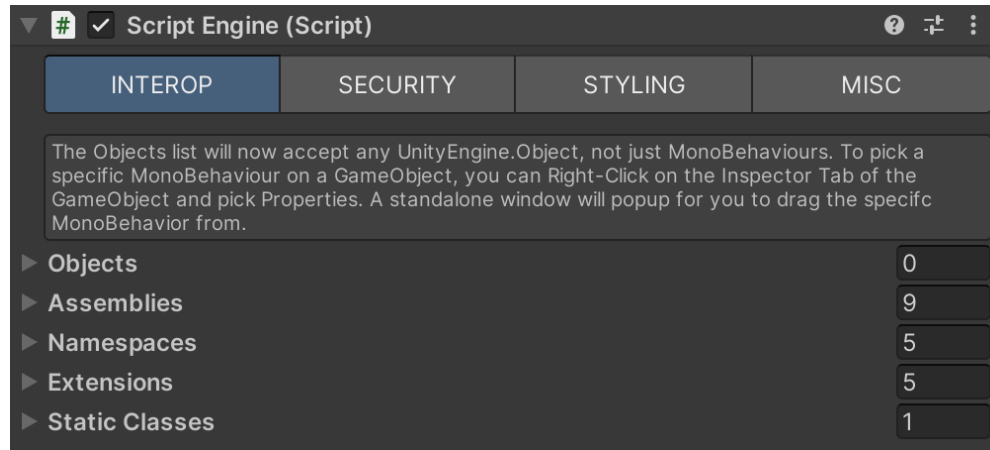 # Script Engine (Script)
INTEROP SECURITY STYLING MISC
The Objects list will now accept any UnityEngine.Object, not just MonoBehaviours. To pick a
specific MonoBehaviour on a GameObject, you can Right-Click on the Inspector Tab of the
GameObject and pick Properties. A standalone window will popup for you to drag the specifc
MonoBehavior from.
Objects 0
Assemblies 9
Namespaces 5
Extensions 5
Static Classes 1